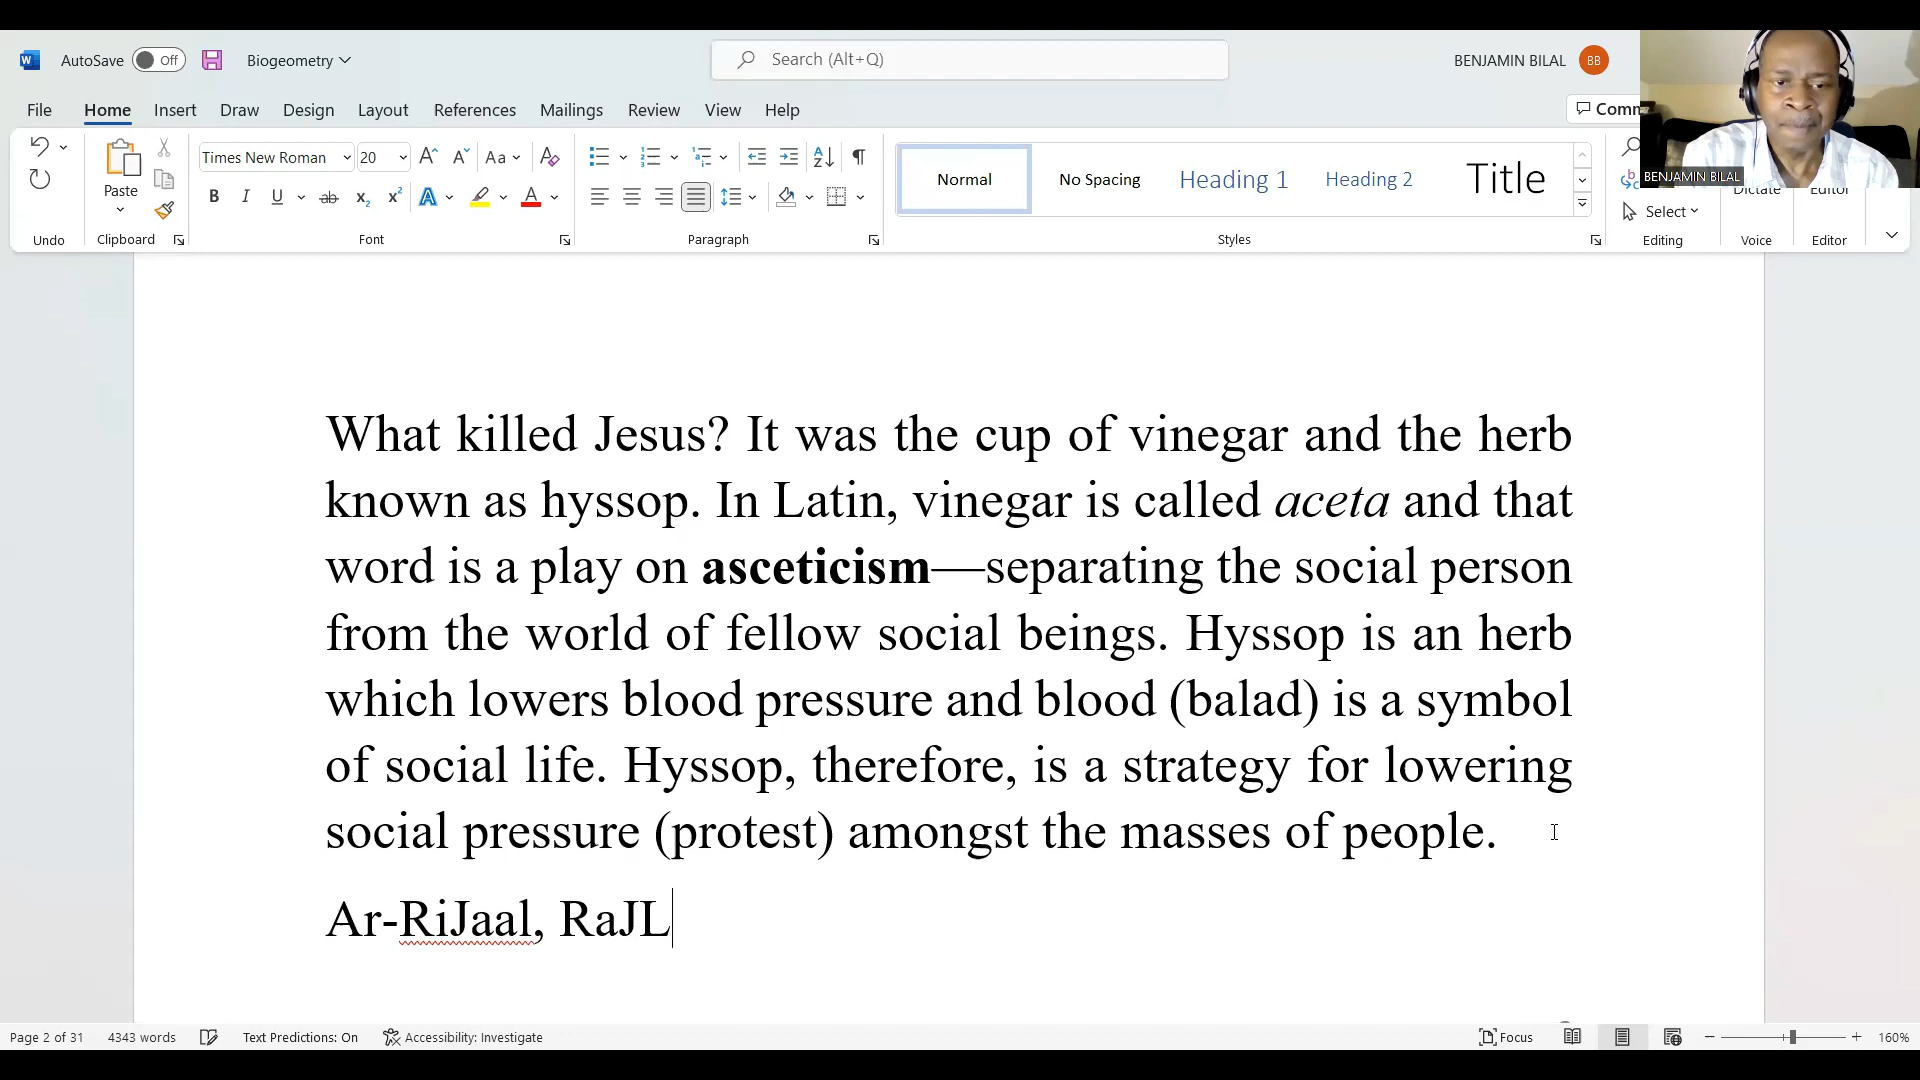 AutoSave Off Biogeometry Search (Alt+Q) BENJAMIN BILAL BB
File Home Insert Draw Design Layout References Mailings Review View Help Comm
BENJAMIN BILAL
Times New Roman 20 Aa
Paste
Normal No Spacing Heading 1 Heading 2 Title
Dictate Editor
Select
Undo Clipboard Font Paragraph Styles Editing Voice Editor
What killed Jesus? It was the cup of vinegar and the herb
known as hyssop. In Latin, vinegar is called aceta and that
word is a play on asceticism—separating the social person
from the world of fellow social beings. Hyssop is an herb
which lowers blood pressure and blood (balad) is a symbol
of social life. Hyssop, therefore, is a strategy for lowering
social pressure (protest) amongst the masses of people.
Ar-RiJaal, RaJL
Page 2 of 31 4343 words Text Predictions: On Accessibility: Investigate Focus 160%